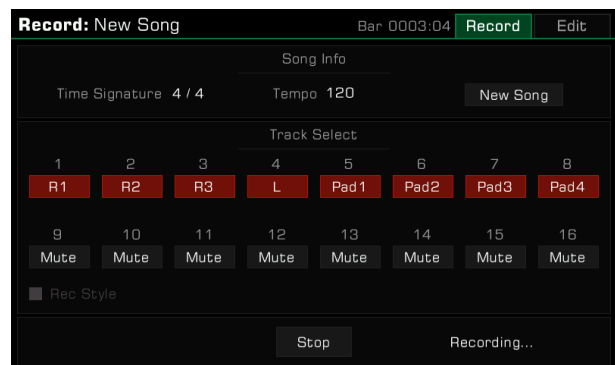 Record: New Song Bar 0003:04 Record Edit
Song Info
Time Signature 4 / 4 Tempo 120 New Song
Track Select
1 2 3 4 5 6 7 8
R1 R2 R3 L Pad1 Pad2 Pad3 Pad4
9 10 11 12 13 14 15 16
Mute Mute Mute Mute Mute Mute Mute Mute
Rec Style
Stop Recording...